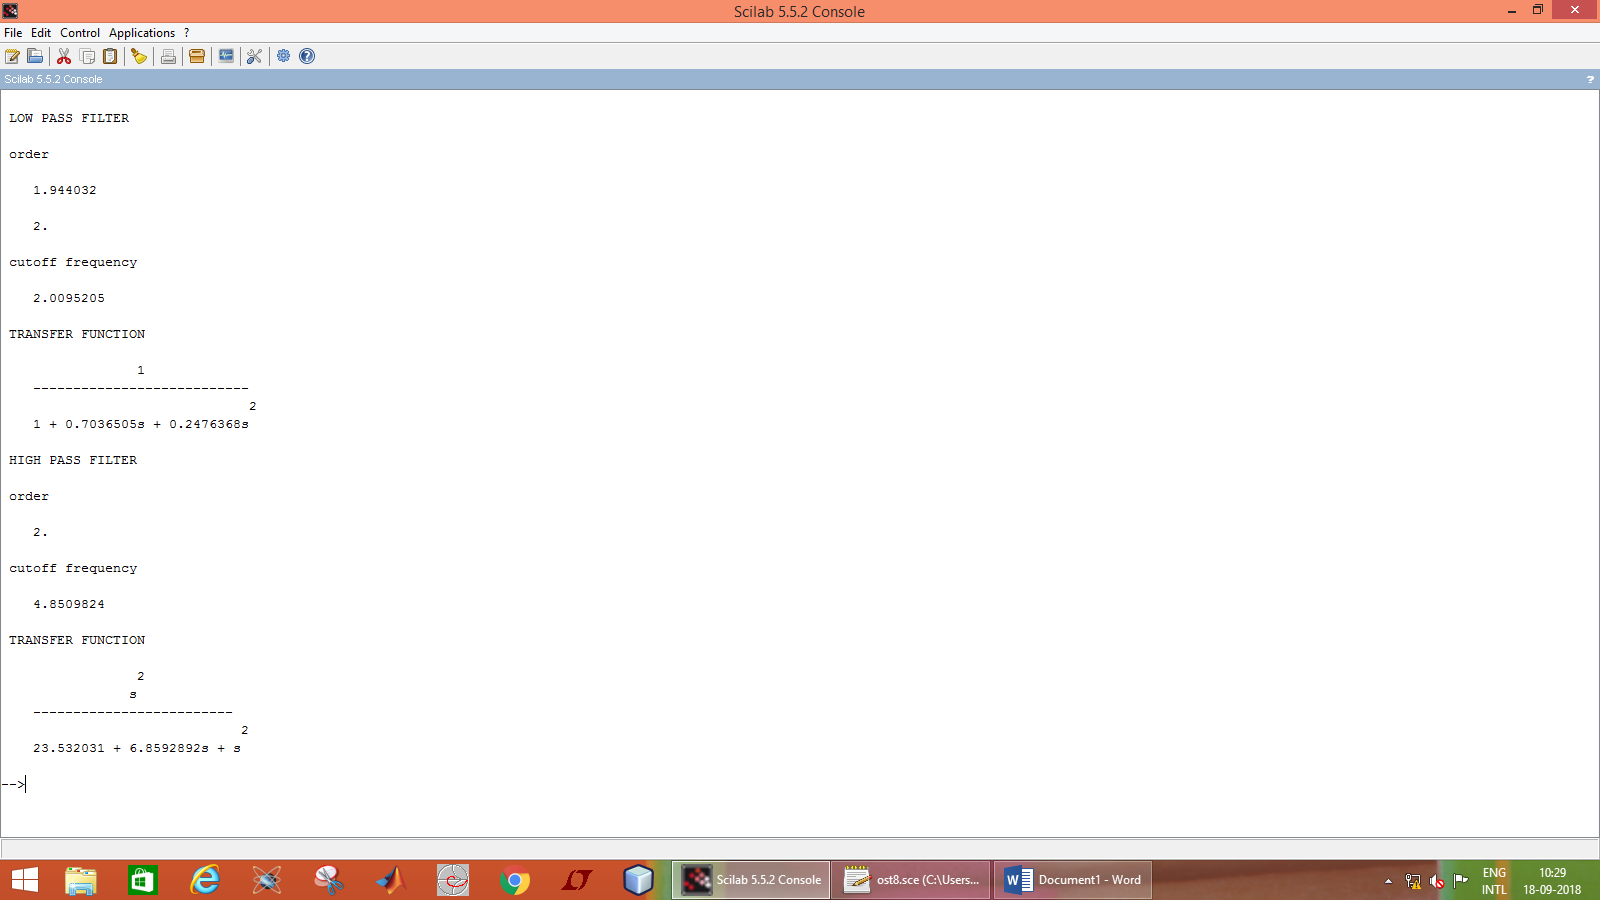 Scilab 5.5.2 Console
File Edit Control Applications ?
Scilab 5.5.2 Console ?
LOW PASS FILTER
order
1.944032
2.
cutoff frequency
2.0095205
TRANSFER FUNCTION
1
---------------------------
2
1 + 0.7036505s + 0.2476368s
HIGH PASS FILTER
order
2.
cutoff frequency
4.8509824
TRANSFER FUNCTION
2
s
-------------------------
2
23.532031 + 6.8592892s + s
-->
Scilab 5.5.2 Console
ost8.sce (C:\Users...
Document1 - Word
ENG
INTL
10:29
18-09-2018